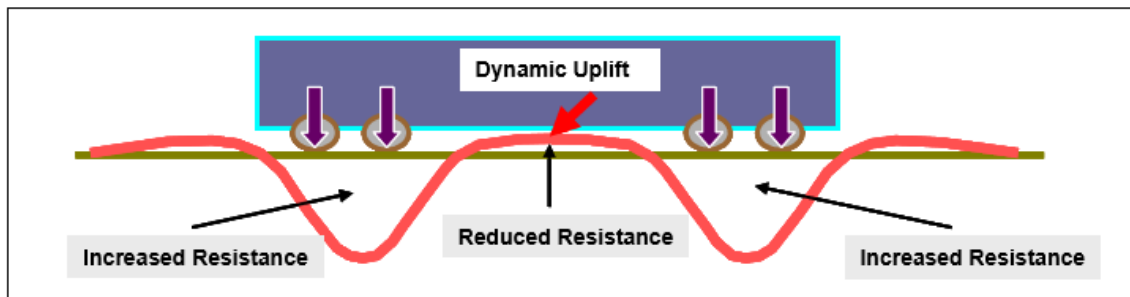 Dynamic Uplift
Increased Resistance
Reduced Resistance
Increased Resistance